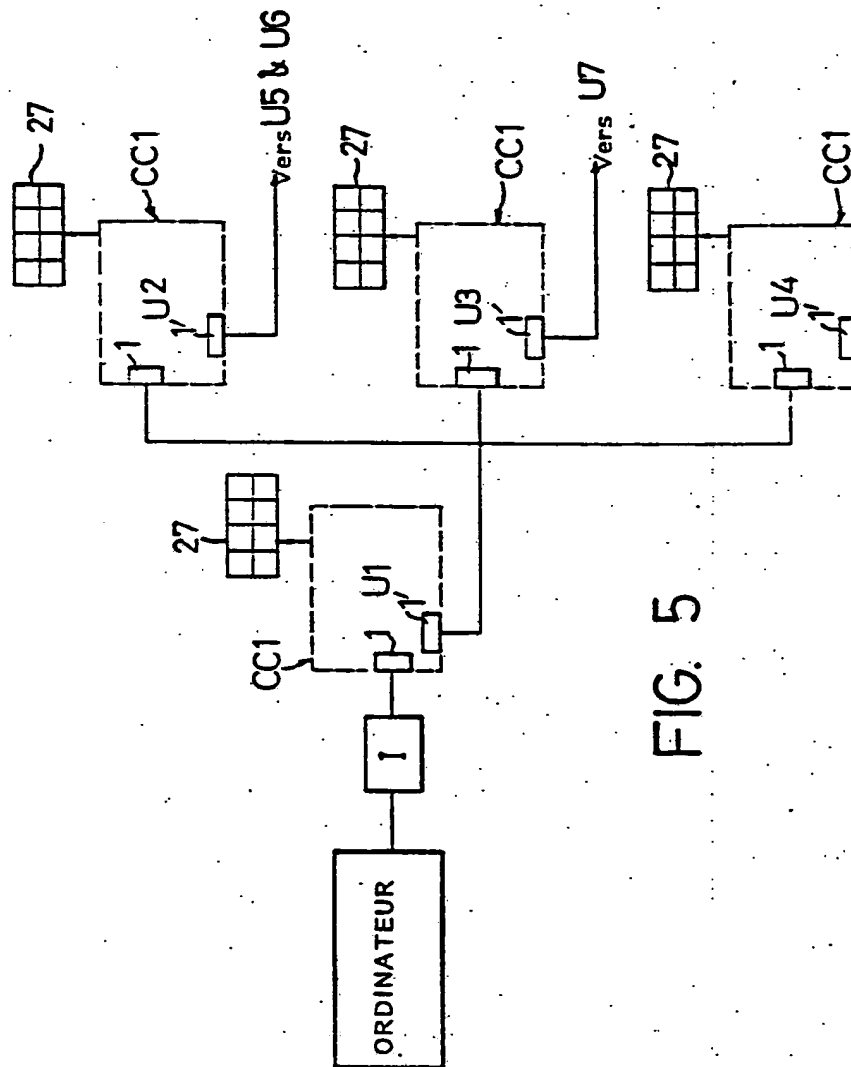 27
CC1
U2
1
1'
Vers U5 & U6
27
CC1
U3
1
1'
Vers U7
27
CC1
U4
1
1'
27
CC1
U1
1
1'
I
ORDINATEUR
FIG. 5